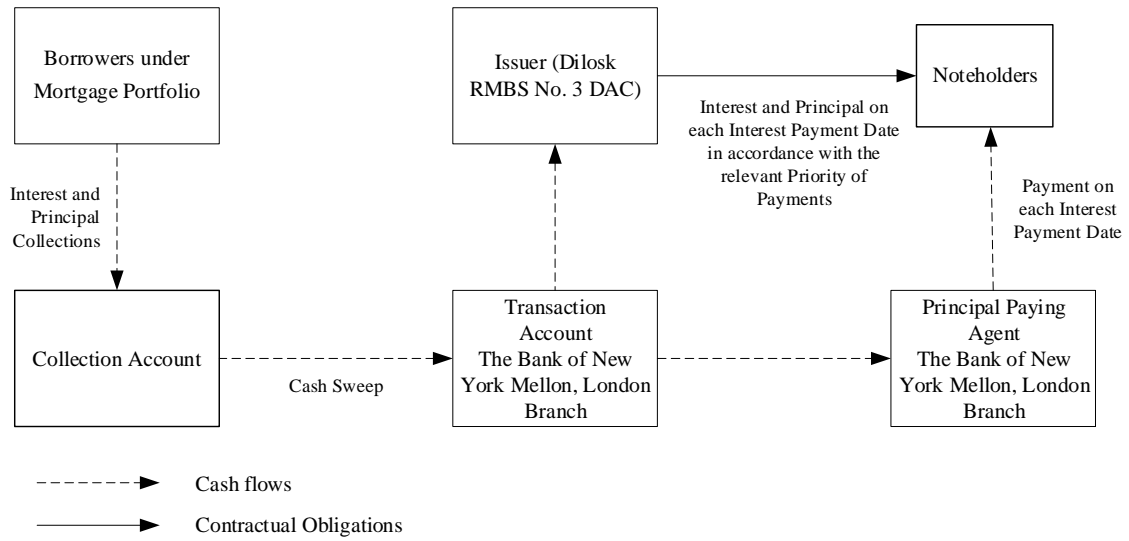 Borrowers under
Mortgage Portfolio
Issuer (Dilosk
RMBS No. 3 DAC)
Noteholders
Interest and Principal on
each Interest Payment Date
in accordance with the
relevant Priority of
Payments
Interest and
Principal
Collections
Payment on
each Interest
Payment Date
Collection Account
Cash Sweep
Transaction
Account
The Bank of New
York Mellon, London
Branch
Principal Paying
Agent
The Bank of New
York Mellon, London
Branch
Cash flows
Contractual Obligations